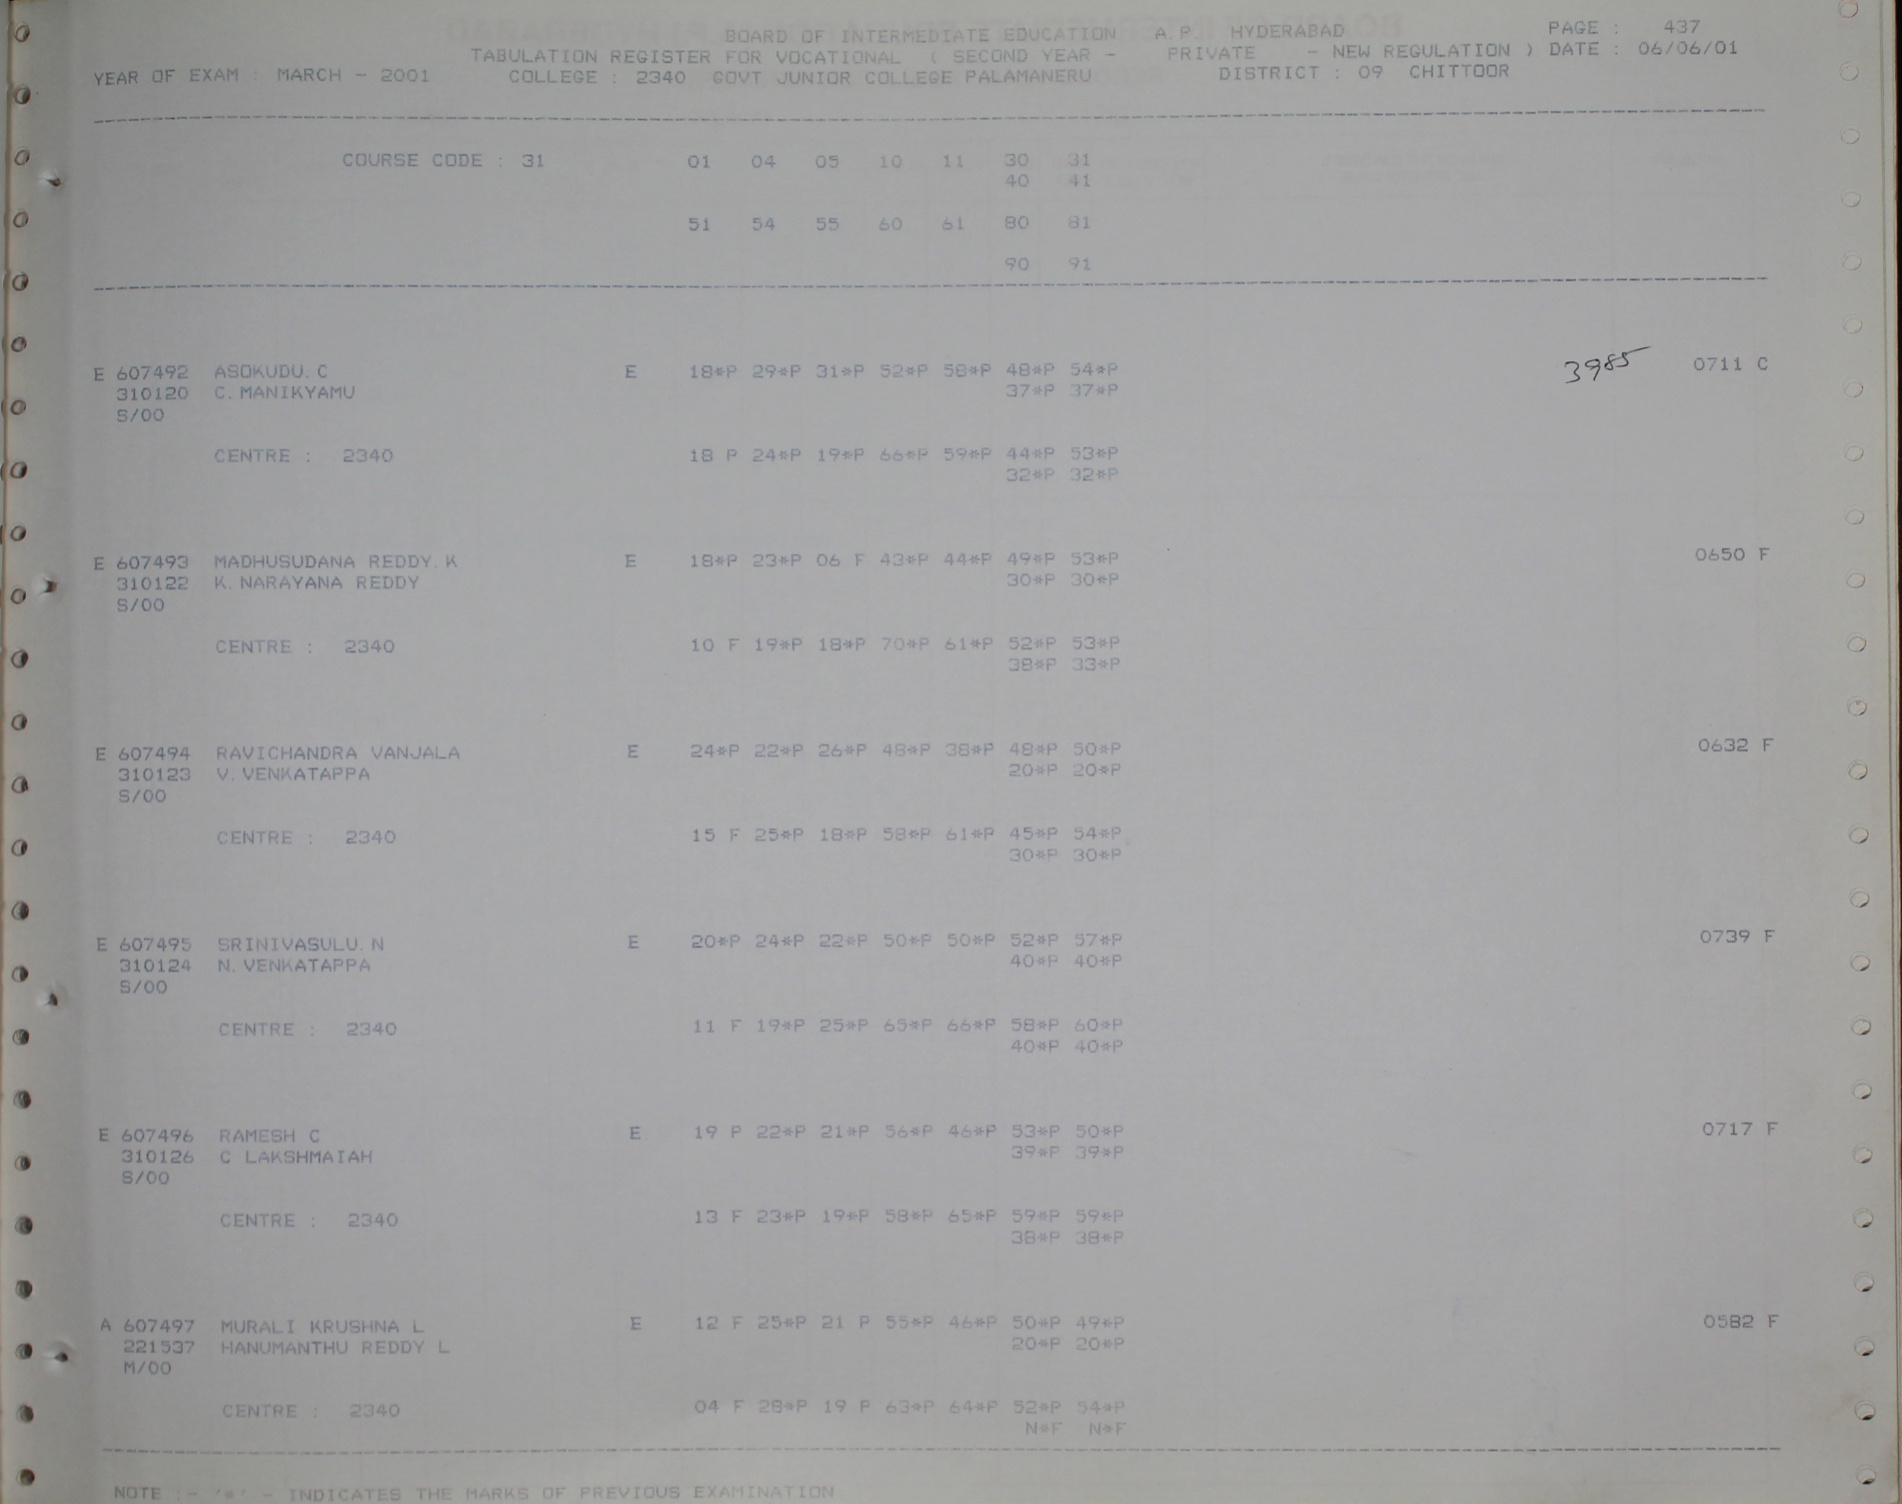 BOARD OF INTERMEDIATE EDUCATION A.P. HYDERABAD PAGE : 437
TABULATION REGISTER FOR VOCATIONAL ( SECOND YEAR - PRIVATE - NEW REGULATION ) DATE : 06/06/01
YEAR OF EXAM : MARCH - 2001 COLLEGE : 2340 GOVT JUNIOR COLLEGE PALAMANERU DISTRICT : 09 CHITTOOR
COURSE CODE : 31 01 04 05 10 11 30 31
40 41
51 54 55 60 61 80 81
90 91
E 607492 ASOKUDU.C E 18*P 29*P 31*P 52*P 58*P 48*P 54*P 3985 0711 C
310120 C.MANIKYAMU 37*P 37*P
S/00
CENTRE : 2340 18 P 24*P 19*P 66*P 59*P 44*P 53*P
32*P 32*P
E 607493 MADHUSUDANA REDDY.K E 18*P 23*P 06 F 43*P 44*P 49*P 53*P 0650 F
310122 K.NARAYANA REDDY 30*P 30*P
S/00
CENTRE : 2340 10 F 19*P 18*P 70*P 61*P 52*P 53*P
38*P 33*P
E 607494 RAVICHANDRA VANJALA E 24*P 22*P 26*P 48*P 38*P 48*P 50*P 0632 F
310123 V.VENKATAPPA 20*P 20*P
S/00
CENTRE : 2340 15 F 25*P 18*P 58*P 61*P 45*P 54*P
30*P 30*P
E 607495 SRINIVASULU.N E 20*P 24*P 22*P 50*P 50*P 52*P 57*P 0739 F
310124 N.VENKATAPPA 40*P 40*P
S/00
CENTRE : 2340 11 F 19*P 25*P 65*P 66*P 58*P 60*P
40*P 40*P
E 607496 RAMESH C E 19 P 22*P 21*P 56*P 46*P 53*P 50*P 0717 F
310126 C LAKSHMAIAH 39*P 39*P
S/00
CENTRE : 2340 13 F 23*P 19*P 58*P 65*P 59*P 59*P
38*P 38*P
A 607497 MURALI KRUSHNA L E 12 F 25*P 21 P 55*P 46*P 50*P 49*P 0582 F
221537 HANUMANTHU REDDY L 20*P 20*P
M/00
CENTRE : 2340 04 F 28*P 19 P 63*P 64*P 52*P 54*P
N*F N*F
NOTE :- '*' - INDICATES THE MARKS OF PREVIOUS EXAMINATION